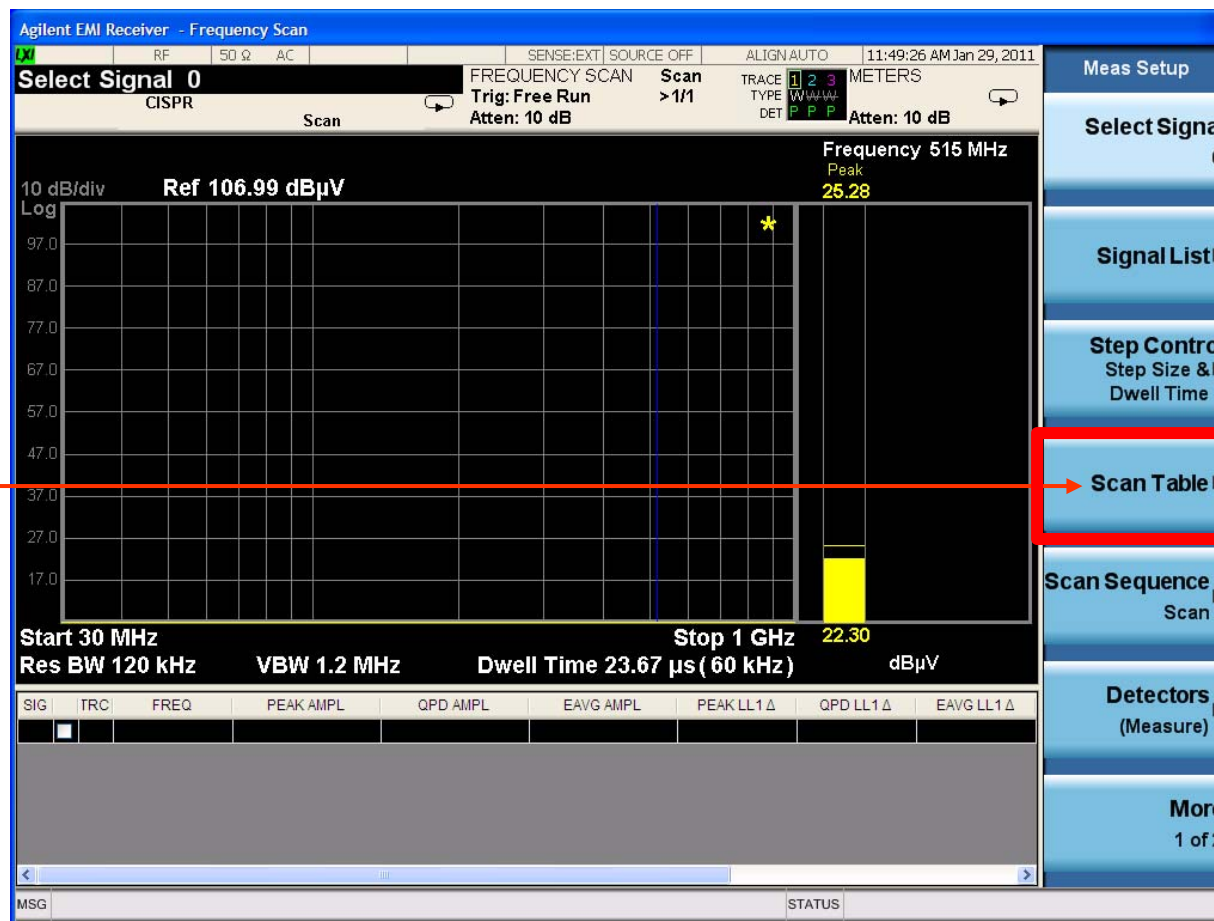 Agilent EMI Receiver - Frequency Scan
LXI RF 50 Ω AC SENSE:EXT SOURCE OFF ALIGN AUTO 11:49:26 AM Jan 29, 2011
Select Signal 0
CISPR
Scan
FREQUENCY SCAN Scan
Trig: Free Run >1/1
Atten: 10 dB
TRACE 1 2 3
TYPE W W W
DET P P P
METERS
Atten: 10 dB
10 dB/div Ref 106.99 dBµV
Log
Frequency 515 MHz
Peak
25.28
97.0
87.0
77.0
67.0
57.0
47.0
37.0
27.0
17.0
*
Start 30 MHz Stop 1 GHz
Res BW 120 kHz VBW 1.2 MHz Dwell Time 23.67 µs ( 60 kHz )
22.30
dBµV
SIG TRC FREQ PEAK AMPL QPD AMPL EAVG AMPL PEAK LL1 Δ QPD LL1 Δ EAVG LL1 Δ
MSG STATUS
Meas Setup
Select Signa
Signal List
Step Contro
Step Size &
Dwell Time
Scan Table
Scan Sequence
Scan
Detectors
(Measure)
Mor
1 of